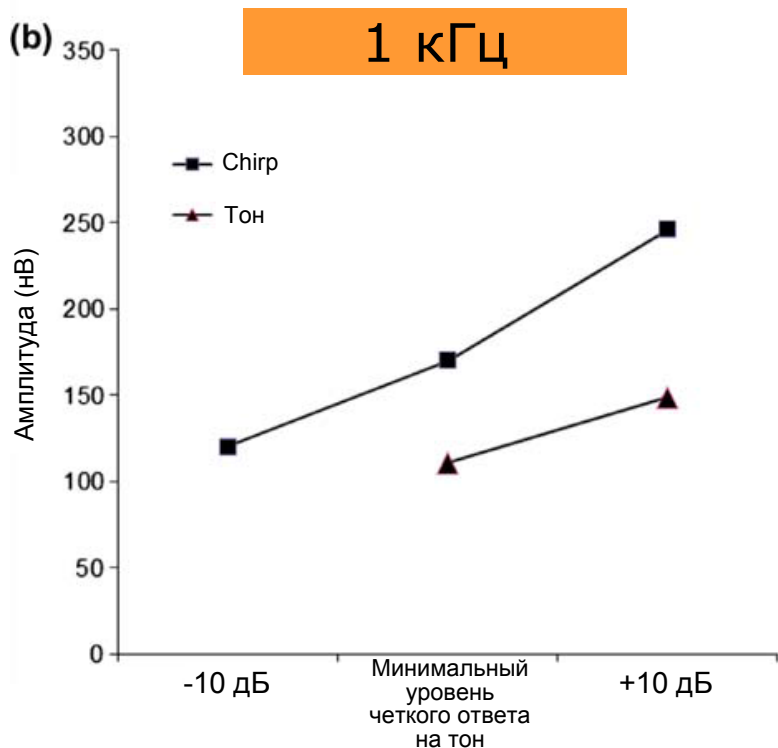 (b)
1 кГц
350
300
250
200
150
100
50
0
Амплитуда (нВ)
Chirp
Тон
-10 дБ
Минимальный
уровень
четкого ответа
на тон
+10 дБ